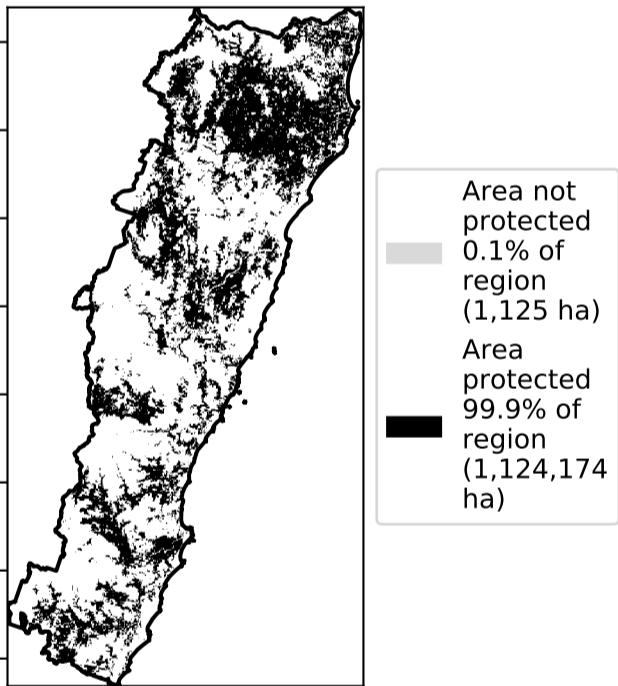 Area not
protected
0.1% of
region
(1,125 ha)
Area
protected
99.9% of
region
(1,124,174
ha)